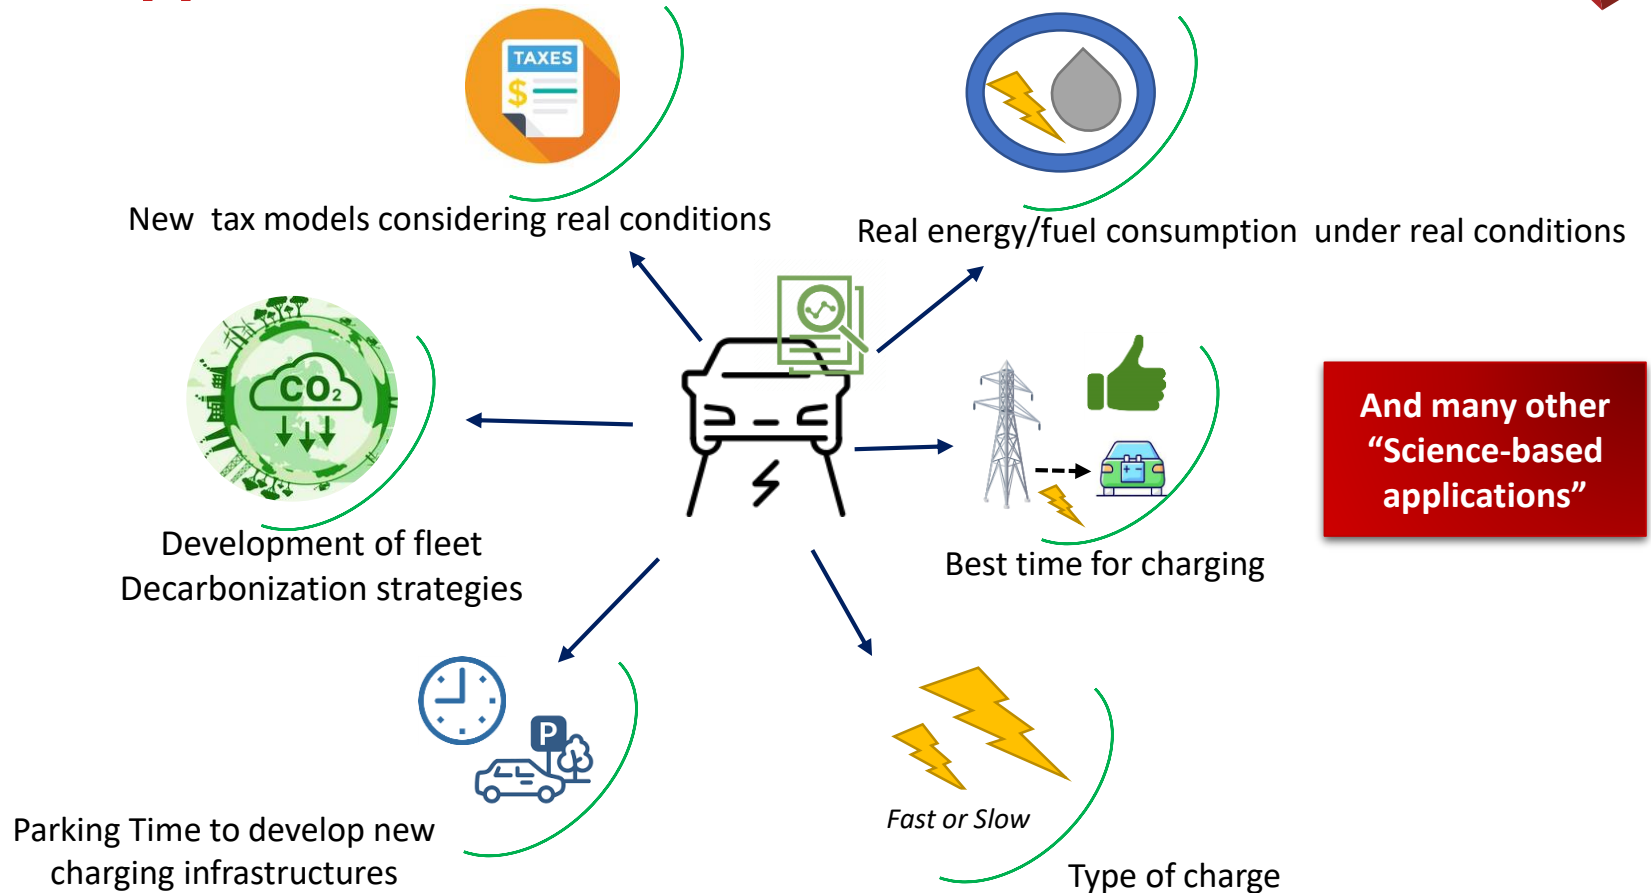 TAXES
$
New tax models considering real conditions
Real energy/fuel consumption under real conditions
CO2
And many other
“Science-based
applications”
Development of fleet
Decarbonization strategies
Best time for charging
P
Fast or Slow
Parking Time to develop new
charging infrastructures
Type of charge